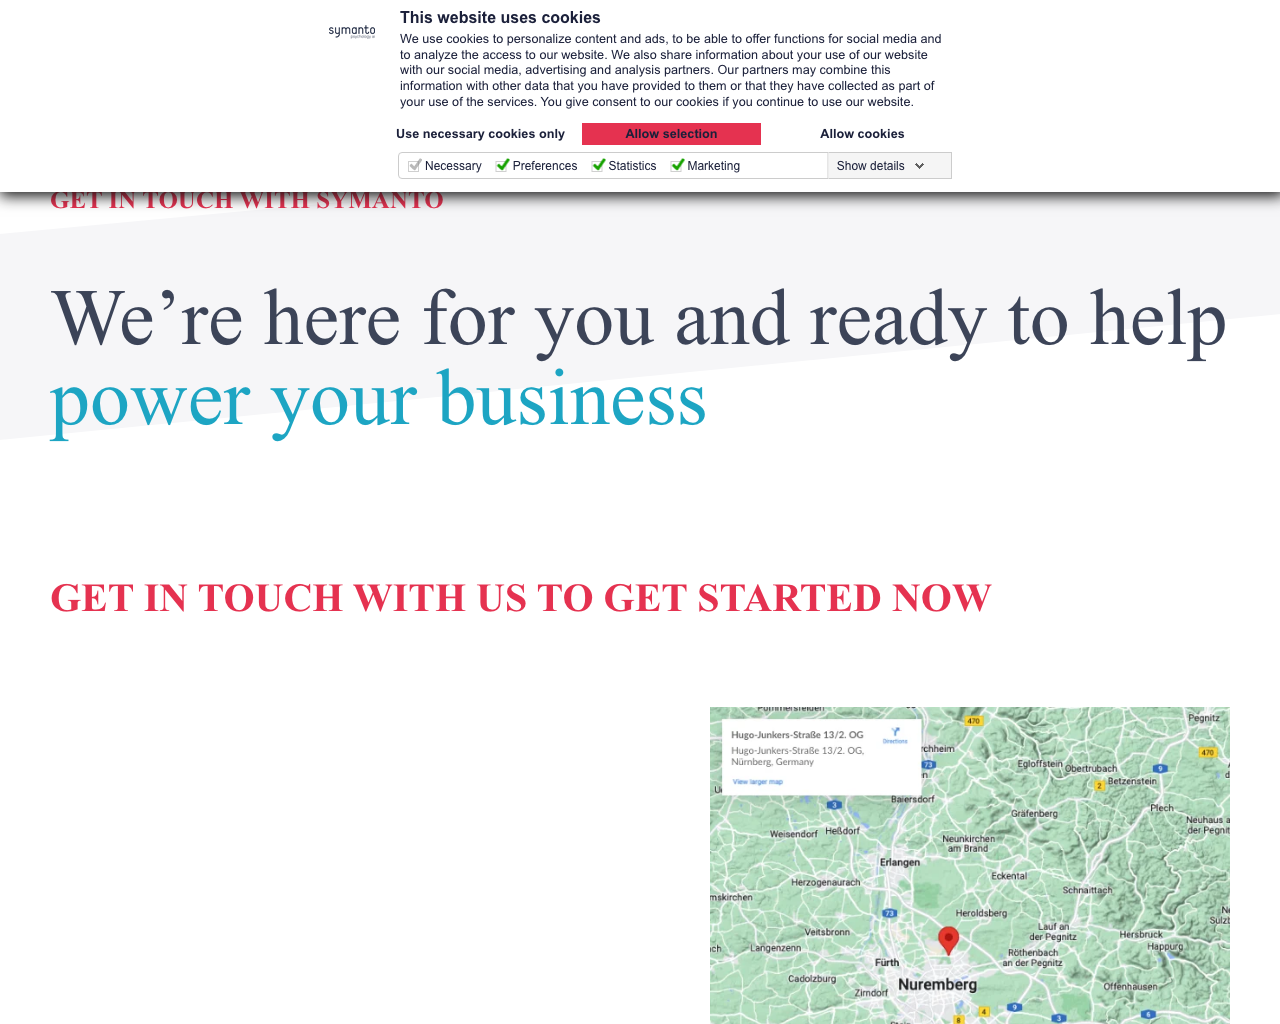 symanto
psychology ai
This website uses cookies
We use cookies to personalize content and ads, to be able to offer functions for social media and
to analyze the access to our website. We also share information about your use of our website
with our social media, advertising and analysis partners. Our partners may combine this
information with other data that you have provided to them or that they have collected as part of
your use of the services. You give consent to our cookies if you continue to use our website.
Use necessary cookies only
Allow selection
Allow cookies
Necessary
Preferences
Statistics
Marketing
Show details
GET IN TOUCH WITH SYMANTO
We’re here for you and ready to help
power your business
GET IN TOUCH WITH US TO GET STARTED NOW
Pommersfelden
470
Pegnitz
Hugo-Junkers-Straße 13/2. OG
Directions
Hugo-Junkers-Straße 13/2. OG,
Nürnberg, Germany
View larger map
rchheim
470
73
Egloffstein
Obertrubach
9
2
Betzenstein
Baiersdorf
3
Plech
Gräfenberg
Neuhaus a
der Pegnit
Weisendorf
Heßdorf
Neunkirchen
am Brand
Erlangen
Eckental
Herzogenaurach
Schnaittach
mskirchen
73
Heroldsberg
Veitsbronn
Lauf an
der Pegnitz
Hersbruck
Happurg
Langenzenn
Röthenbach
an der Pegnitz
Fürth
Cadolzburg
Nuremberg
Zirndorf
Offenhausen
9
4
8
3
6
Stein